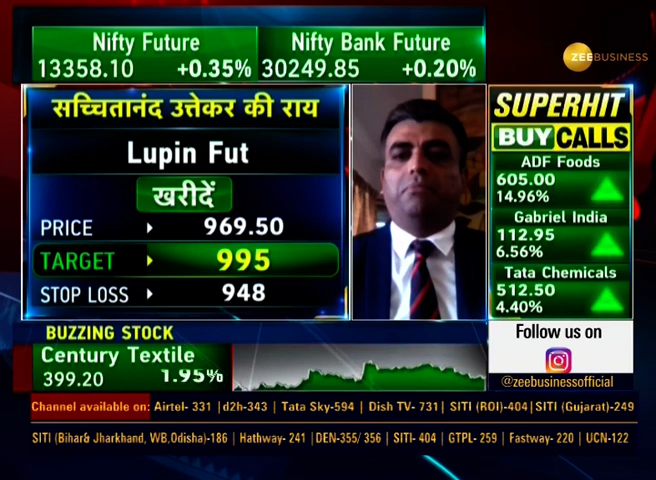 Nifty Future
13358.10 +0.35%
Nifty Bank Future
30249.85 +0.20%
ZEEBUSINESS
सच्चितानंद उत्तेकर की राय
Lupin Fut
खरीदें
PRICE 969.50
TARGET 995
STOP LOSS 948
SUPERHIT
BUY CALLS
ADF Foods
605.00
14.96%
Gabriel India
112.95
6.56%
Tata Chemicals
512.50
4.40%
BUZZING STOCK
Century Textile
399.20 1.95%
Follow us on
@zeebusinessofficial
Channel available on: Airtel- 331 | d2h-343 | Tata Sky-594 | Dish TV- 731| SITI (ROI)-404| SITI (Gujarat)-249
SITI (Bihar& Jharkhand, WB,Odisha)-186 | Hathway- 241 |DEN-355/ 356 | SITI- 404 | GTPL- 259 | Fastway- 220 | UCN-122